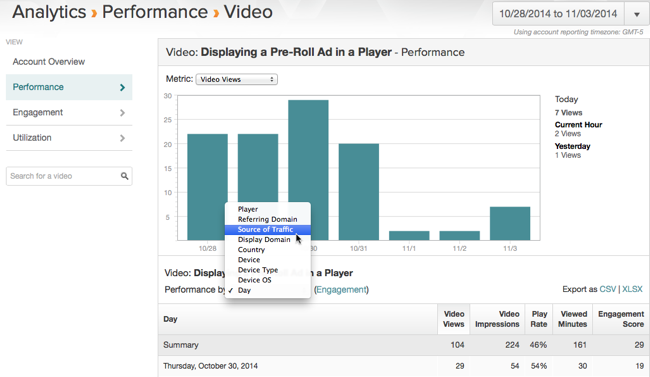 Analytics › Performance › Video
10/28/2014 to 11/03/2014
Using account reporting timezone: GMT-5
VIEW
Account Overview
Performance
Engagement
Utilization
Search for a video
Video: Displaying a Pre-Roll Ad in a Player - Performance
Metric: Video Views
30
25
20
15
10
5
10/28
30
10/31
11/1
11/2
11/3
Today
7 Views
Current Hour
2 Views
Yesterday
1 Views
Player
Referring Domain
Source of Traffic
Display Domain
Country
Device
Device Type
Device OS
✓ Day
Video: Displa in a Player
Performance by (Engagement)
Export as CSV | XLSX
Day Video Views Video Impressions Play Rate Viewed Minutes Engagement Score
Summary 104 224 46% 161 29
Thursday, October 30, 2014 29 54 54% 30 19